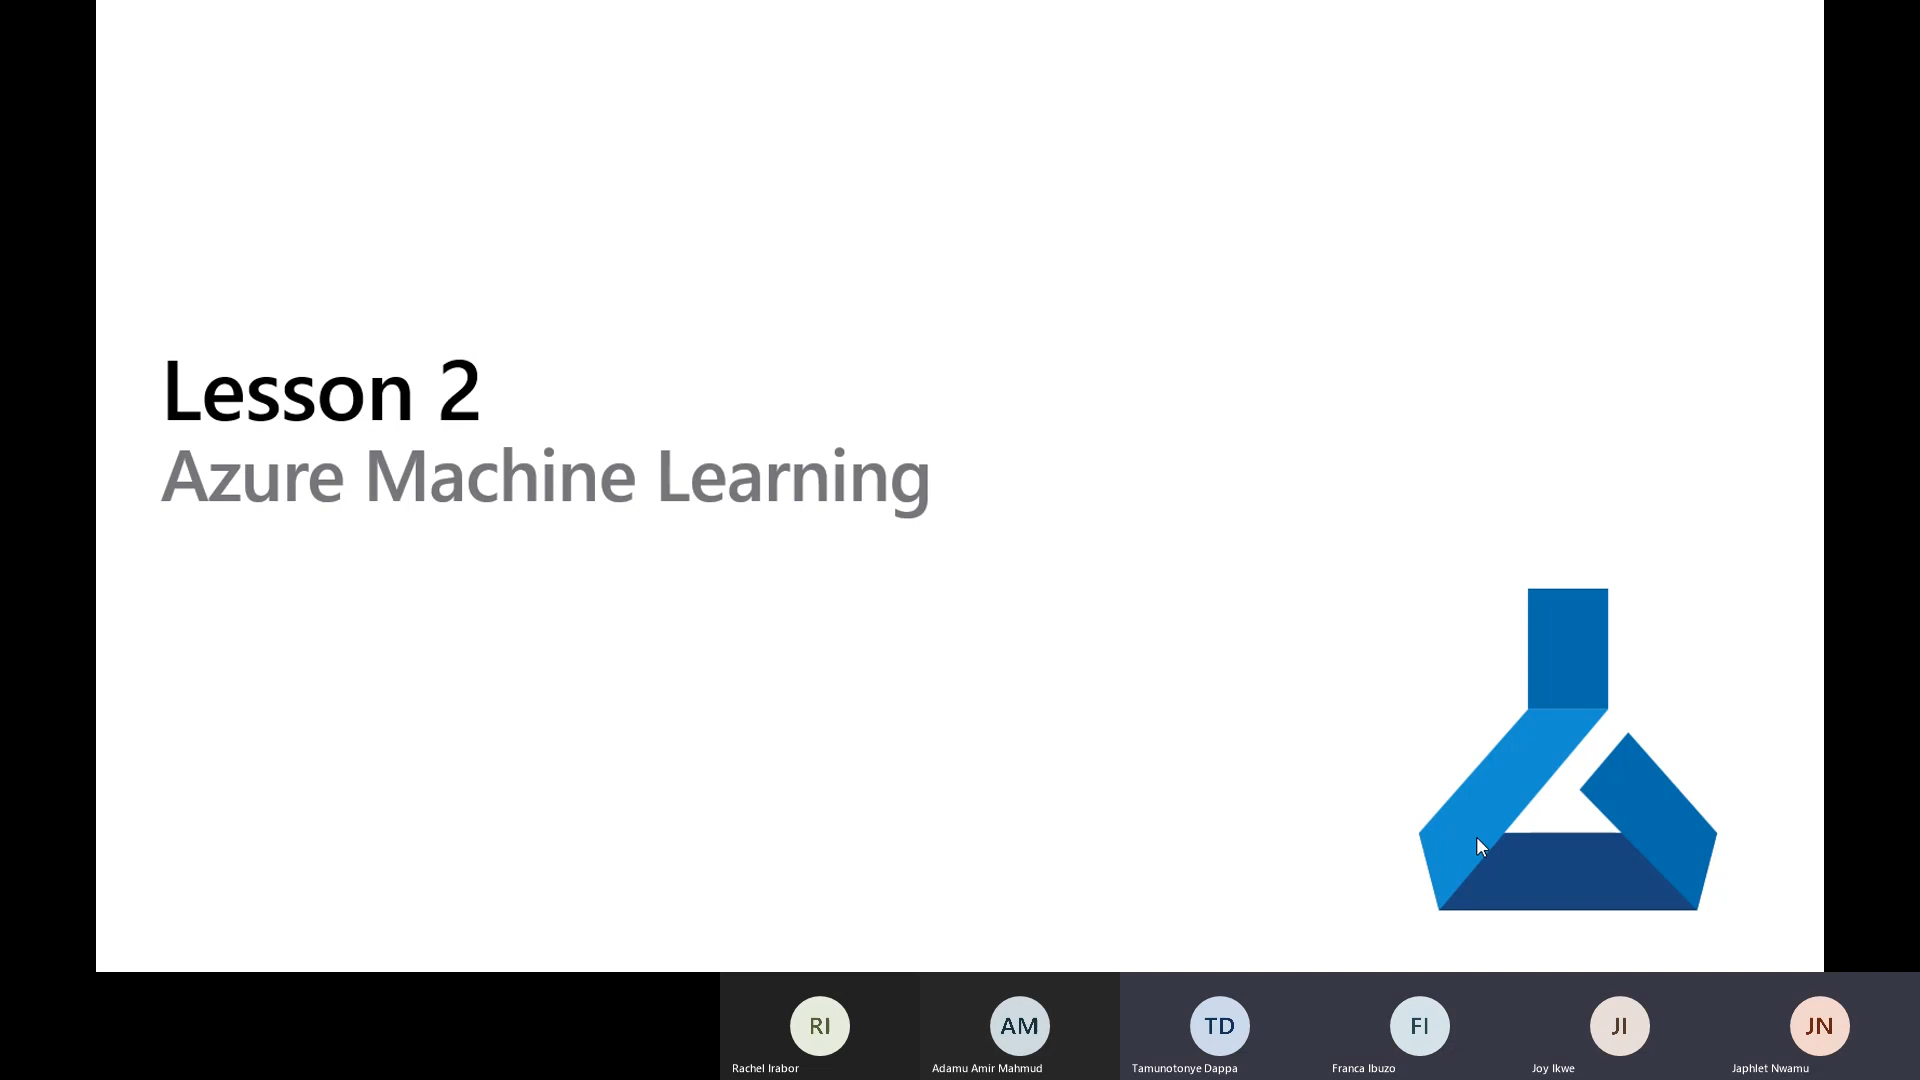 Lesson 2
Azure Machine Learning
RI
AM
TD
FI
JI
JN
Rachel Irabor
Adamu Amir Mahmud
Tamunotonye Dappa
Franca Ibuzo
Joy Ikwe
Japhlet Nwamu